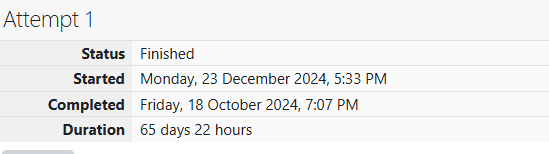 Attempt 1
Status Finished
Started Monday, 23 December 2024, 5:33 PM
Completed Friday, 18 October 2024, 7:07 PM
Duration 65 days 22 hours